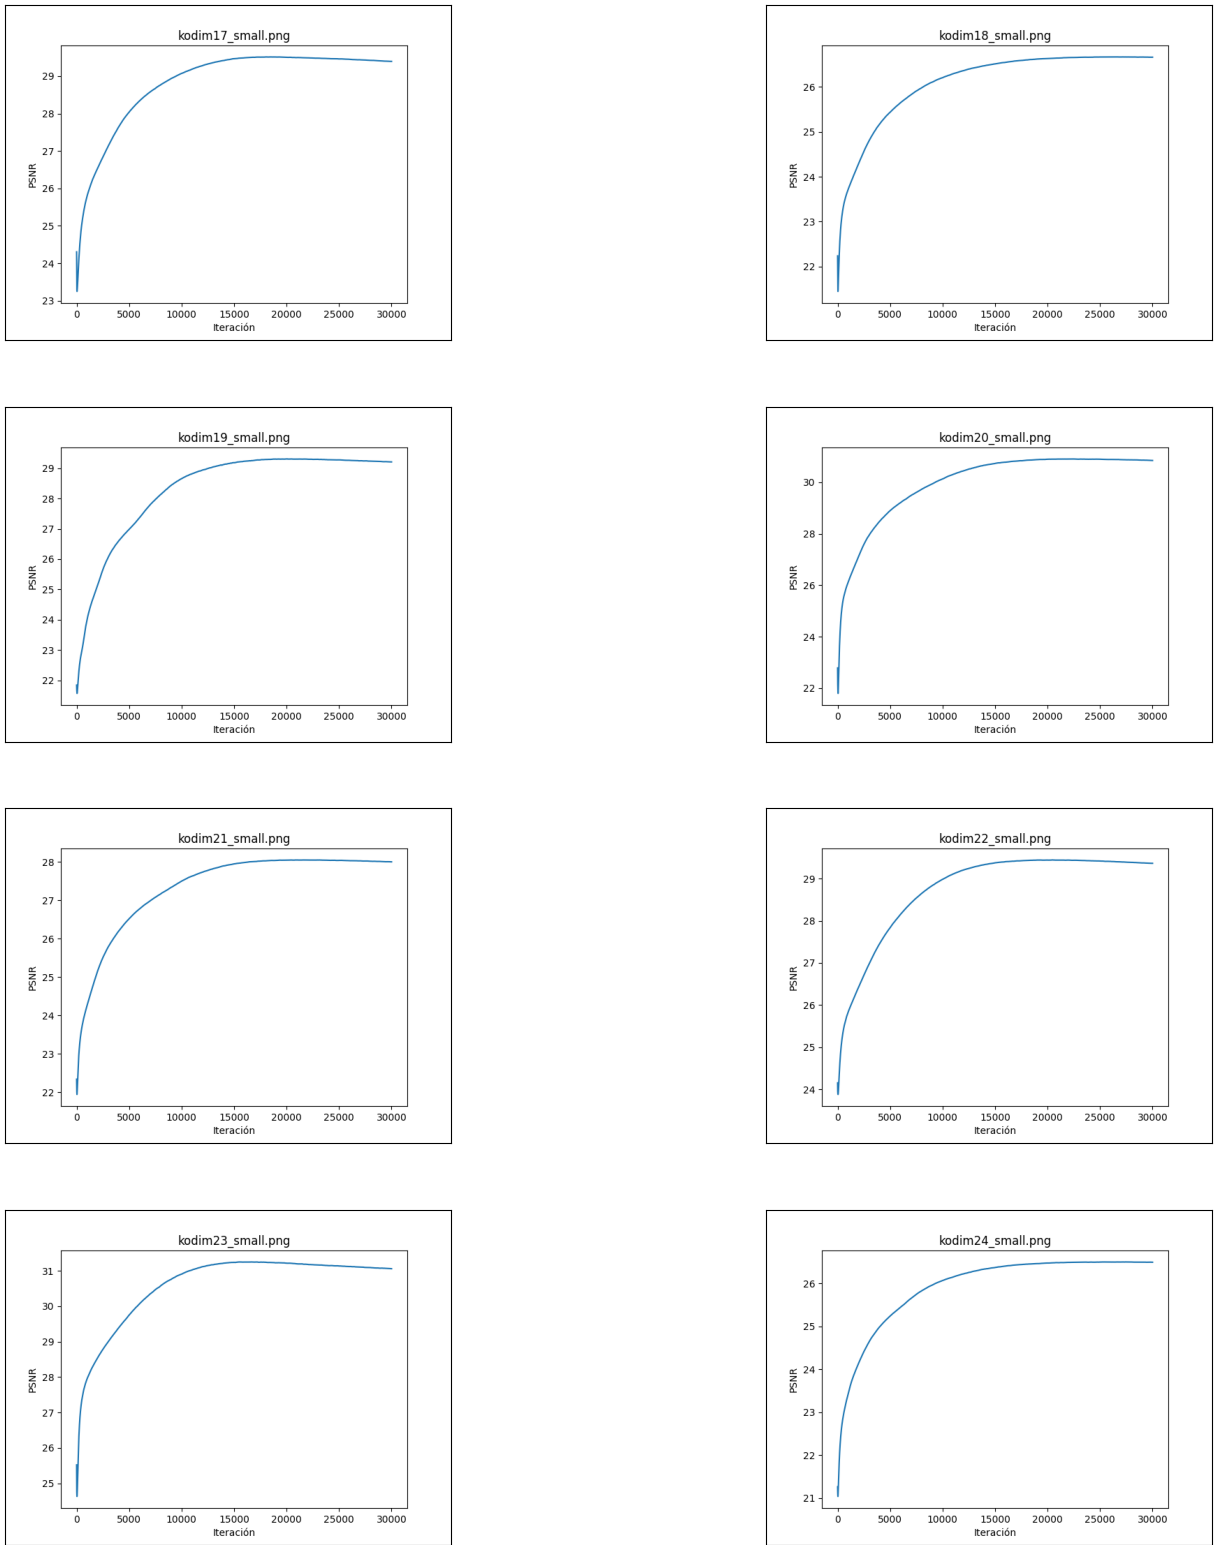 kodim17_small.png
29
28
27
26
25
24
23
PSNR
0 5000 10000 15000 20000 25000 30000
Iteración
kodim18_small.png
26
25
24
23
22
PSNR
0 5000 10000 15000 20000 25000 30000
Iteración
kodim19_small.png
29
28
27
26
25
24
23
22
PSNR
0 5000 10000 15000 20000 25000 30000
Iteración
kodim20_small.png
30
28
26
24
22
PSNR
0 5000 10000 15000 20000 25000 30000
Iteración
kodim21_small.png
28
27
26
25
24
23
22
PSNR
0 5000 10000 15000 20000 25000 30000
Iteración
kodim22_small.png
29
28
27
26
25
24
PSNR
0 5000 10000 15000 20000 25000 30000
Iteración
kodim23_small.png
31
30
29
28
27
26
25
PSNR
0 5000 10000 15000 20000 25000 30000
Iteración
kodim24_small.png
26
25
24
23
22
21
PSNR
0 5000 10000 15000 20000 25000 30000
Iteración